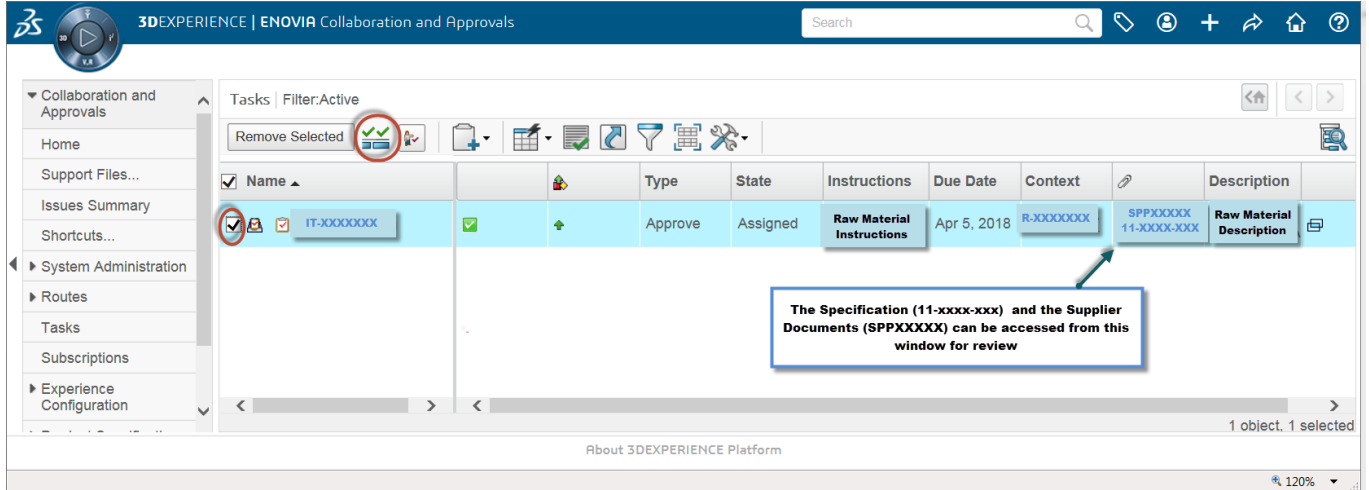 3DEXPERIENCE | ENOVIA Collaboration and Approvals
Search
3D
V.R
Collaboration and
Approvals
Home
Support Files...
Issues Summary
Shortcuts...
System Administration
Routes
Tasks
Subscriptions
Experience
Configuration
Tasks | Filter:Active
Remove Selected
Name
Type
State
Instructions
Due Date
Context
Description
IT-XXXXXXX
Approve
Assigned
Raw Material
Instructions
Apr 5, 2018
R-XXXXXXX
SPPXXXXX
11-XXXX-XXX
Raw Material
Description
The Specification (11-xxxx-xxx) and the Supplier
Documents (SPPXXXXX) can be accessed from this
window for review
1 object, 1 selected
About 3DEXPERIENCE Platform
120%